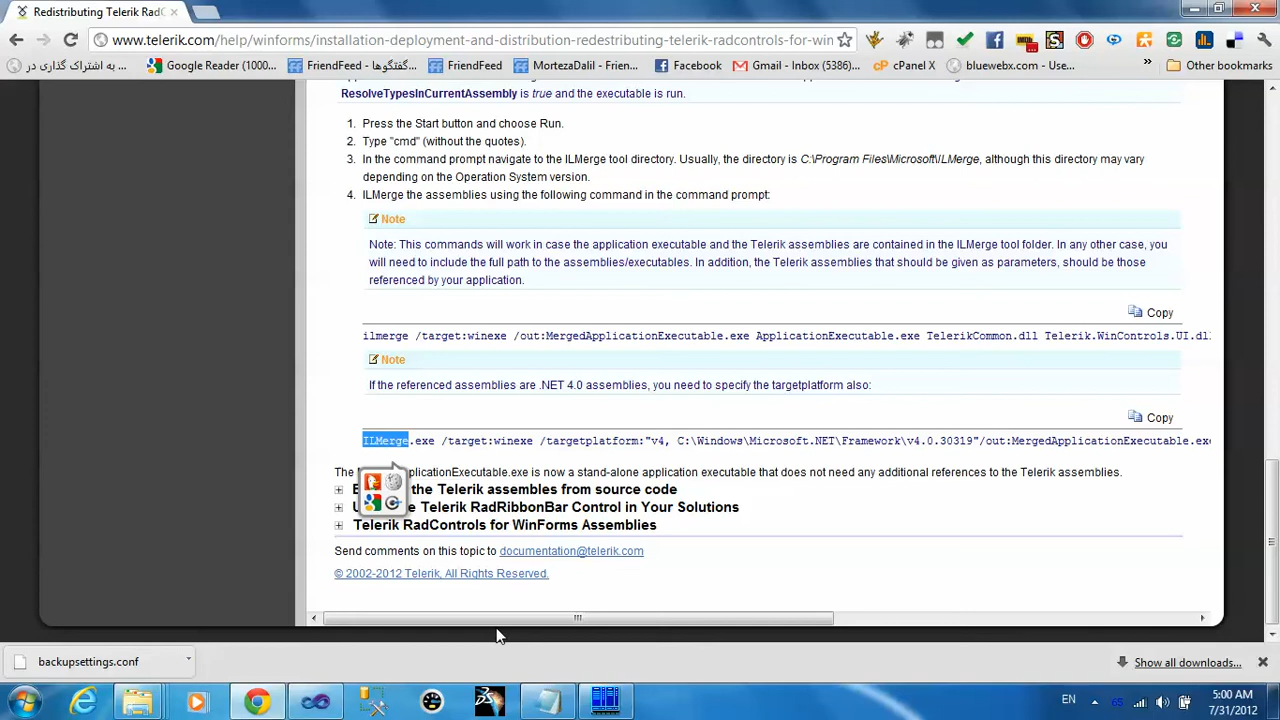 Redistributing Telerik RadC
www.telerik.com/help/winforms/installation-deployment-and-distribution-redestributing-telerik-radcontrols-for-win
به اشتراک گذاری در
Google Reader (1000...
FriendFeed - گفتگوها
FriendFeed
MortezaDalil - Frien...
Facebook
Gmail - Inbox (5386)...
cPanel X
bluewebx.com - Use...
Other bookmarks
ResolveTypesInCurrentAssembly is true and the executable is run.
1. Press the Start button and choose Run.
2. Type "cmd" (without the quotes).
3. In the command prompt navigate to the ILMerge tool directory. Usually, the directory is C:\Program Files\Microsoft\ILMerge, although this directory may vary
depending on the Operation System version.
4. ILMerge the assemblies using the following command in the command prompt:
Note
Note: This commands will work in case the application executable and the Telerik assemblies are contained in the ILMerge tool folder. In any other case, you
will need to include the full path to the assemblies/executables. In addition, the Telerik assemblies that should be given as parameters, should be those
referenced by your application.
Copy
ilmerge /target:winexe /out:MergedApplicationExecutable.exe ApplicationExecutable.exe TelerikCommon.dll Telerik.WinControls.UI.dll
Note
If the referenced assemblies are .NET 4.0 assemblies, you need to specify the targetplatform also:
Copy
ILMerge.exe /target:winexe /targetplatform:"v4, C:\Windows\Microsoft.NET\Framework\v4.0.30319"/out:MergedApplicationExecutable.exe
The pplicationExecutable.exe is now a stand-alone application executable that does not need any additional references to the Telerik assemblies.
the Telerik assembles from source code
e Telerik RadRibbonBar Control in Your Solutions
Telerik RadControls for WinForms Assemblies
Send comments on this topic to documentation@telerik.com
© 2002-2012 Telerik, All Rights Reserved.
backupsettings.conf
Show all downloads...
EN
65
5:00 AM
7/31/2012